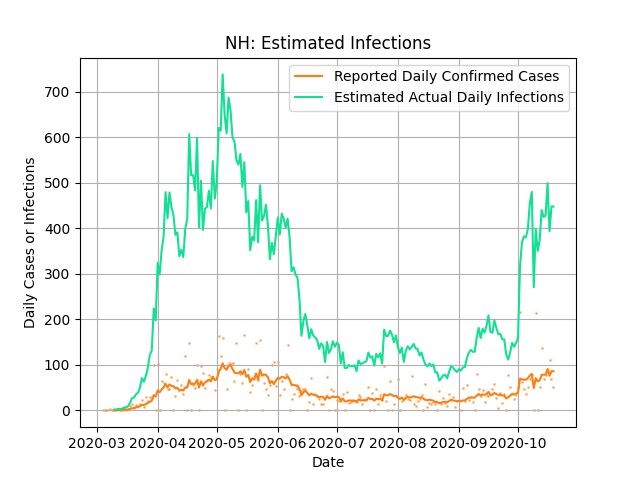 NH: Estimated Infections
Reported Daily Confirmed Cases
Estimated Actual Daily Infections
Daily Cases or Infections
700
600
500
400
300
200
100
0
2020-03 2020-04 2020-05 2020-06 2020-07 2020-08 2020-09 2020-10
Date